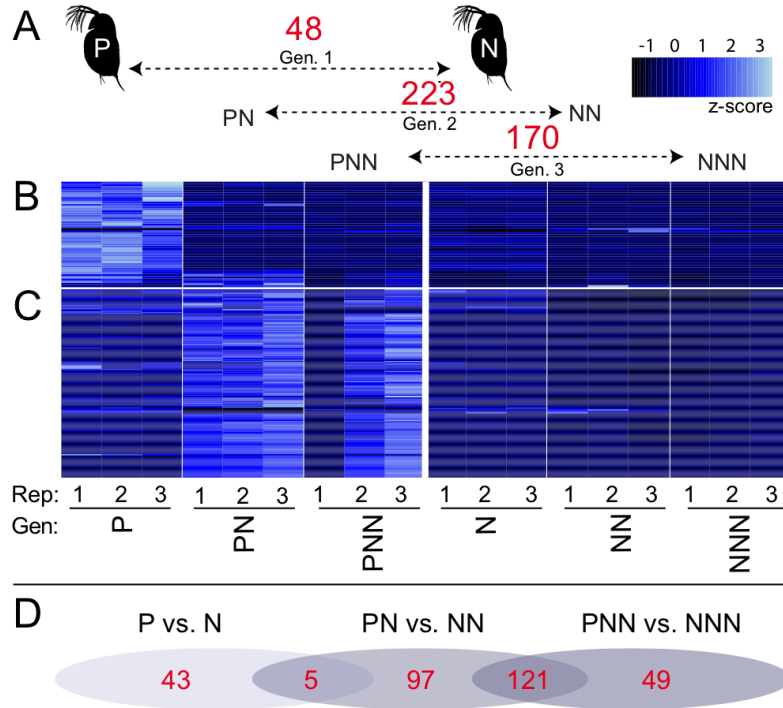 A
P
48
Gen. 1
N
-1 0 1 2 3
z-score
PN
223
Gen. 2
NN
PNN
170
Gen. 3
NNN
B
C
Rep: 1 2 3 1 2 3 1 2 3 1 2 3 1 2 3 1 2 3
Gen: P PN PNN N NN NNN
D
P vs. N PN vs. NN PNN vs. NNN
43 5 97 121 49